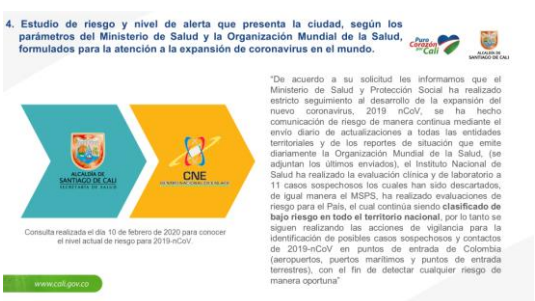 4. Estudio de riesgo y nivel de alerta que presenta la ciudad, según los
parámetros del Ministerio de Salud y la Organización Mundial de la Salud,
formulados para la atención a la expansión de coronavirus en el mundo.
Puro
Corazón
por Cali
ALCALDÍA DE
SANTIAGO DE CALI
ALCALDÍA DE
SANTIAGO DE CALI
SECRETARÍA DE SALUD
CNE
Consulta realizada el día 10 de febrero de 2020 para conocer
el nivel actual de riesgo para 2019-nCoV.
"De acuerdo a su solicitud les informamos que el
Ministerio de Salud y Protección Social ha realizado
estricto seguimiento al desarrollo de la expansión del
nuevo coronavirus, 2019 nCoV, se ha hecho
comunicación de riesgo de manera continua mediante el
envío diario de actualizaciones a todas las entidades
territoriales y de los reportes de situación que emite
diariamente la Organización Mundial de la Salud, (se
adjuntan los últimos enviados), el Instituto Nacional de
Salud ha realizado la evaluación clínica y de laboratorio a
11 casos sospechosos los cuales han sido descartados,
de igual manera el MSPS, ha realizado evaluaciones de
riesgo para el País, el cual continúa siendo clasificado de
bajo riesgo en todo el territorio nacional, por lo tanto se
siguen realizando las acciones de vigilancia para la
identificación de posibles casos sospechosos y contactos
de 2019-nCoV en puntos de entrada de Colombia
(aeropuertos, puertos marítimos y puntos de entrada
terrestres), con el fin de detectar cualquier riesgo de
manera oportuna"
www.cali.gov.co